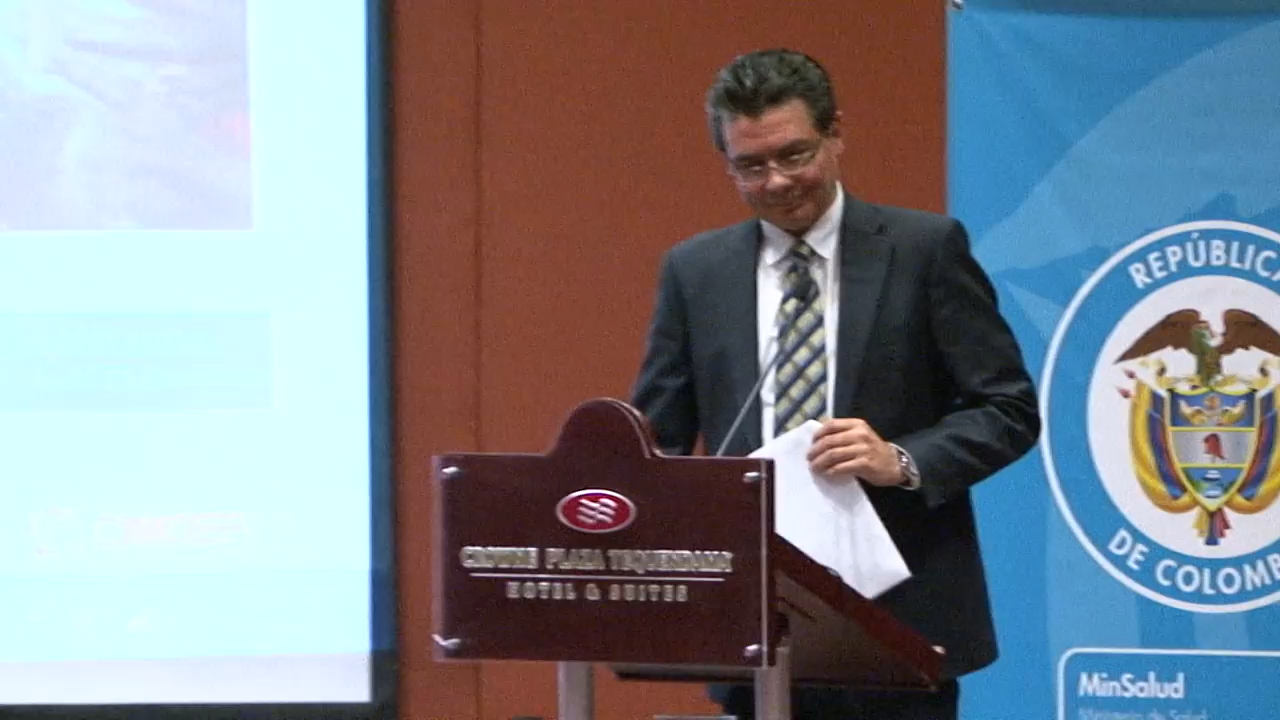 CROWNE PLAZA TEQUENDAMA
HOTEL & SUITES
REPÚBLICA
DE COLOMB
MinSalud